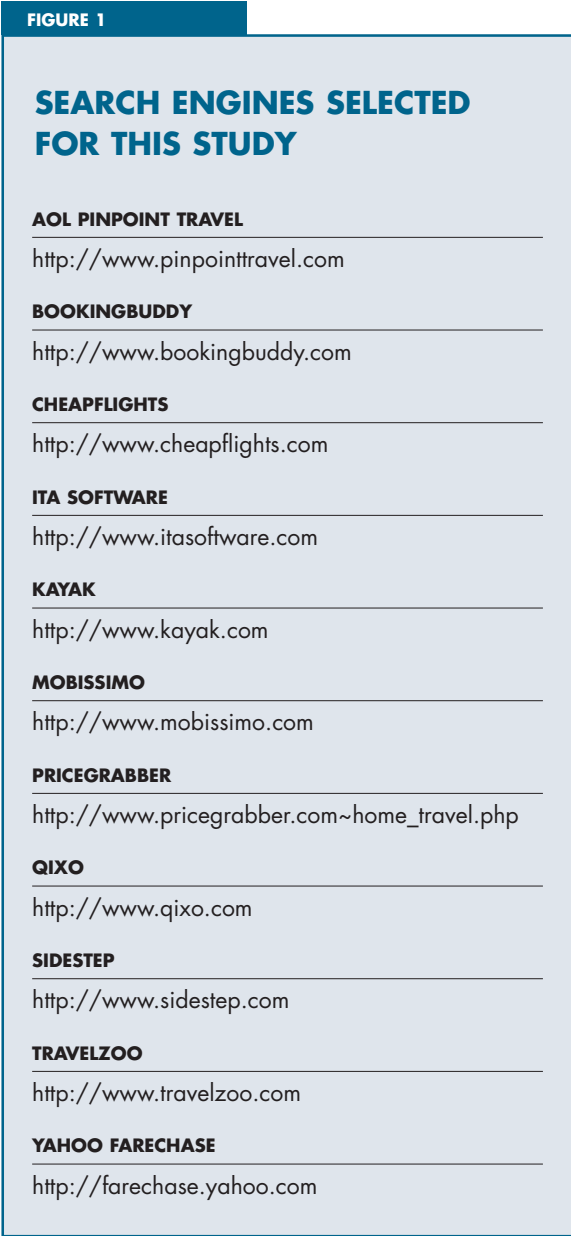 FIGURE 1
SEARCH ENGINES SELECTED
FOR THIS STUDY
AOL PINPOINT TRAVEL
http://www.pinpointtravel.com
BOOKINGBUDDY
http://www.bookingbuddy.com
CHEAPFLIGHTS
http://www.cheapflights.com
ITA SOFTWARE
http://www.itasoftware.com
KAYAK
http://www.kayak.com
MOBISSIMO
http://www.mobissimo.com
PRICEGRABBER
http://www.pricegrabber.com~home_travel.php
QIXO
http://www.qixo.com
SIDESTEP
http://www.sidestep.com
TRAVELZOO
http://www.travelzoo.com
YAHOO FARECHASE
http://farechase.yahoo.com